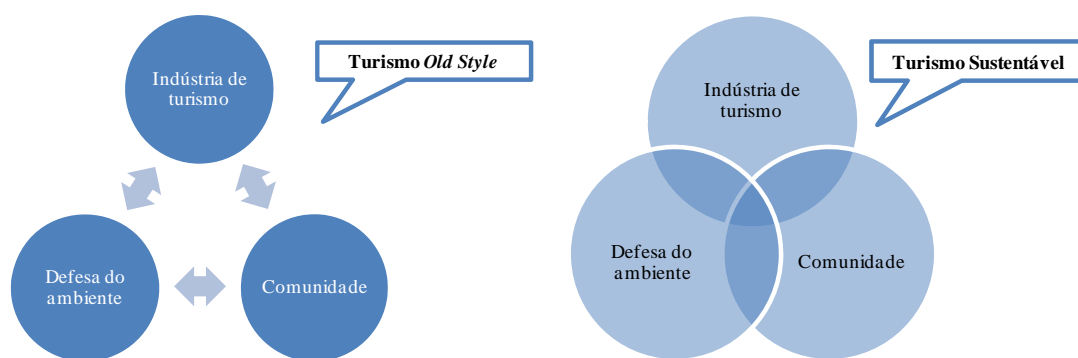 Turismo Old Style
Indústria de
turismo
Defesa do
ambiente
Comunidade
Turismo Sustentável
Indústria de
turismo
Defesa do
ambiente
Comunidade